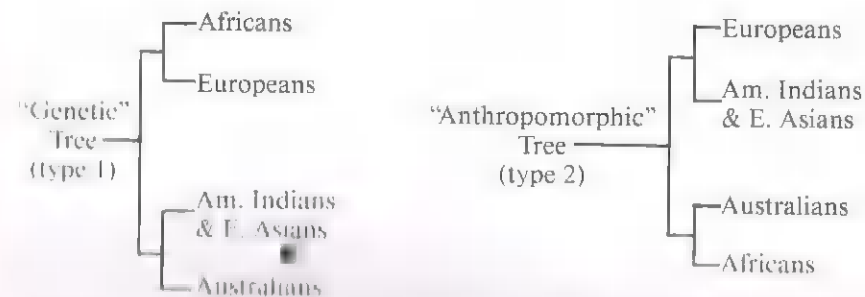 Africans
Europeans
"Genetic"
Tree
(type 1)
Am. Indians
& E. Asians
Australians
Europeans
Am. Indians
& E. Asians
"Anthropomorphic"
Tree
(type 2)
Australians
Africans